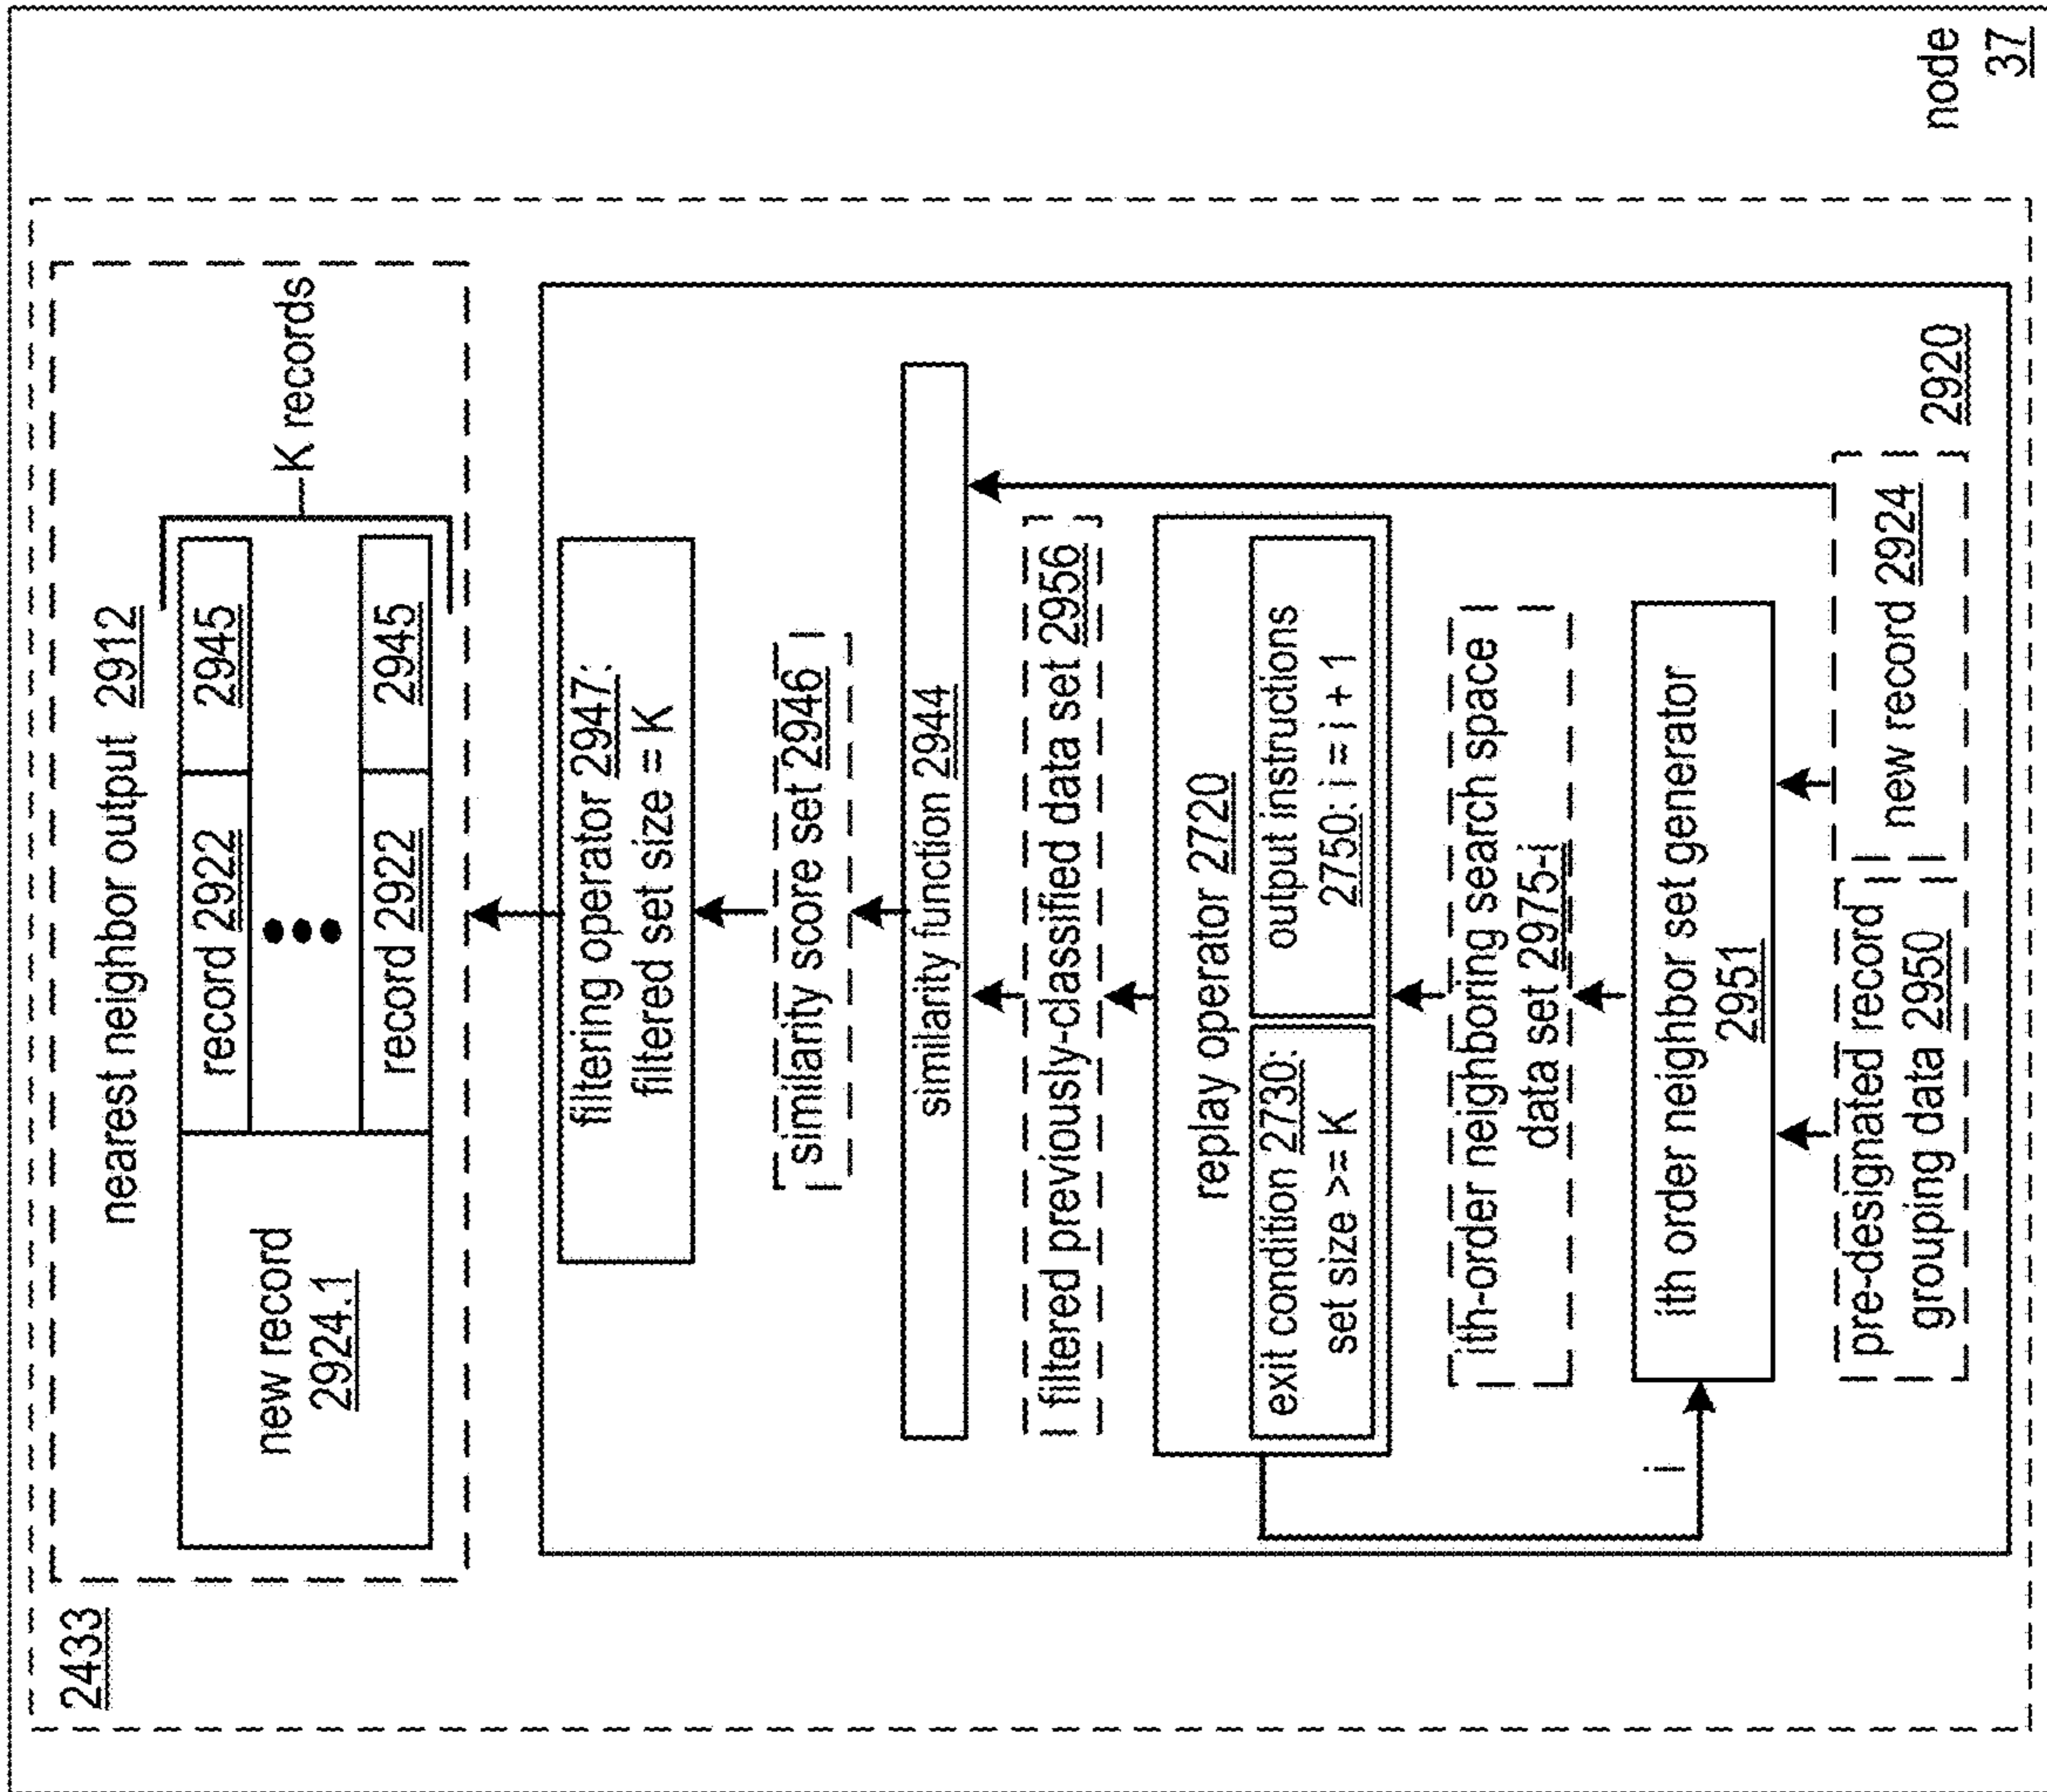 2433
nearest neighbor output 2912
new record
2924.1
record 2922
2945
record 2922
2945
K records
filtering operator 2947:
filtered set size = K
similarity score set 2946
similarity function 2944
filtered previously-classified data set 2956
replay operator 2720
exit condition 2730:
set size >= K
output instructions
2750: i = i + 1
ith-order neighboring search space
data set 2975-i
i
ith order neighbor set generator
2951
pre-designated record
grouping data 2950
new record 2924
2920
node
37